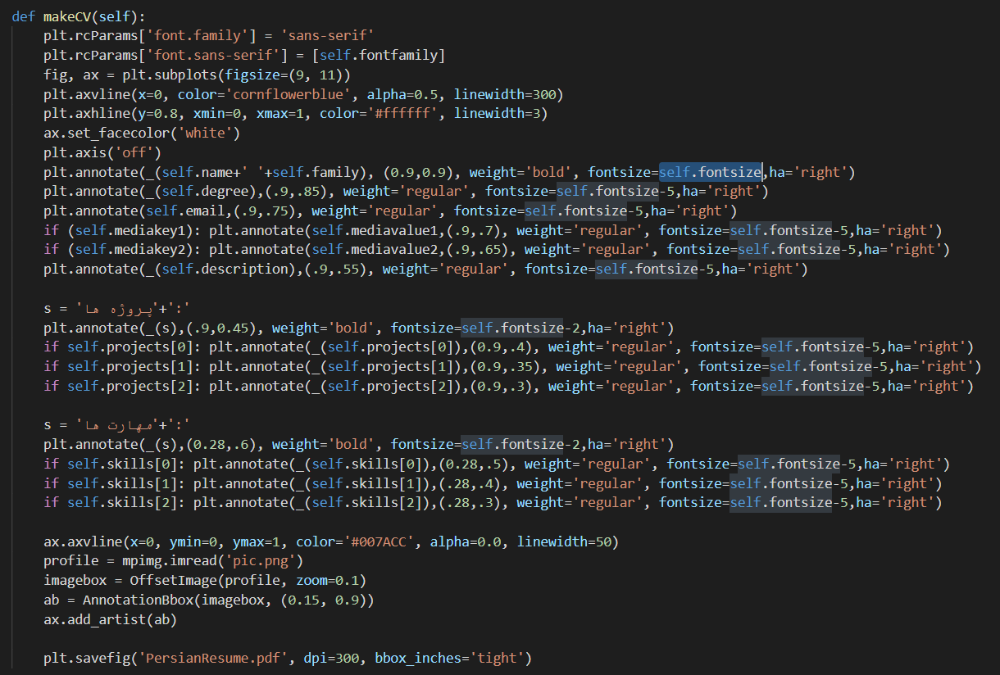 def makeCV(self):
    plt.rcParams['font.family'] = 'sans-serif'
    plt.rcParams['font.sans-serif'] = [self.fontfamily]
    fig, ax = plt.subplots(figsize=(9, 11))
    plt.axvline(x=0, color='cornflowerblue', alpha=0.5, linewidth=300)
    plt.axhline(y=0.8, xmin=0, xmax=1, color='#ffffff', linewidth=3)
    ax.set_facecolor('white')
    plt.axis('off')
    plt.annotate(_(self.name+' '+self.family), (0.9,0.9), weight='bold', fontsize=self.fontsize,ha='right')
    plt.annotate(_(self.degree),(.9,.85), weight='regular', fontsize=self.fontsize-5,ha='right')
    plt.annotate(self.email,(.9,.75), weight='regular', fontsize=self.fontsize-5,ha='right')
    if (self.mediakey1): plt.annotate(self.mediavalue1,(.9,.7), weight='regular', fontsize=self.fontsize-5,ha='right')
    if (self.mediakey2): plt.annotate(self.mediavalue2,(.9,.65), weight='regular', fontsize=self.fontsize-5,ha='right')
    plt.annotate(_(self.description),(.9,.55), weight='regular', fontsize=self.fontsize-5,ha='right')
    s = 'پروژه ها'+':'
    plt.annotate(_(s),(.9,0.45), weight='bold', fontsize=self.fontsize-2,ha='right')
    if self.projects[0]: plt.annotate(_(self.projects[0]),(0.9,.4), weight='regular', fontsize=self.fontsize-5,ha='right')
    if self.projects[1]: plt.annotate(_(self.projects[1]),(0.9,.35), weight='regular', fontsize=self.fontsize-5,ha='right')
    if self.projects[2]: plt.annotate(_(self.projects[2]),(0.9,.3), weight='regular', fontsize=self.fontsize-5,ha='right')
    s = 'مهارت ها'+':'
    plt.annotate(_(s),(0.28,.6), weight='bold', fontsize=self.fontsize-2,ha='right')
    if self.skills[0]: plt.annotate(_(self.skills[0]),(0.28,.5), weight='regular', fontsize=self.fontsize-5,ha='right')
    if self.skills[1]: plt.annotate(_(self.skills[1]),(.28,.4), weight='regular', fontsize=self.fontsize-5,ha='right')
    if self.skills[2]: plt.annotate(_(self.skills[2]),(.28,.3), weight='regular', fontsize=self.fontsize-5,ha='right')
    ax.axvline(x=0, ymin=0, ymax=1, color='#007ACC', alpha=0.0, linewidth=50)
    profile = mpimg.imread('pic.png')
    imagebox = OffsetImage(profile, zoom=0.1)
    ab = AnnotationBbox(imagebox, (0.15, 0.9))
    ax.add_artist(ab)
    plt.savefig('PersianResume.pdf', dpi=300, bbox_inches='tight')